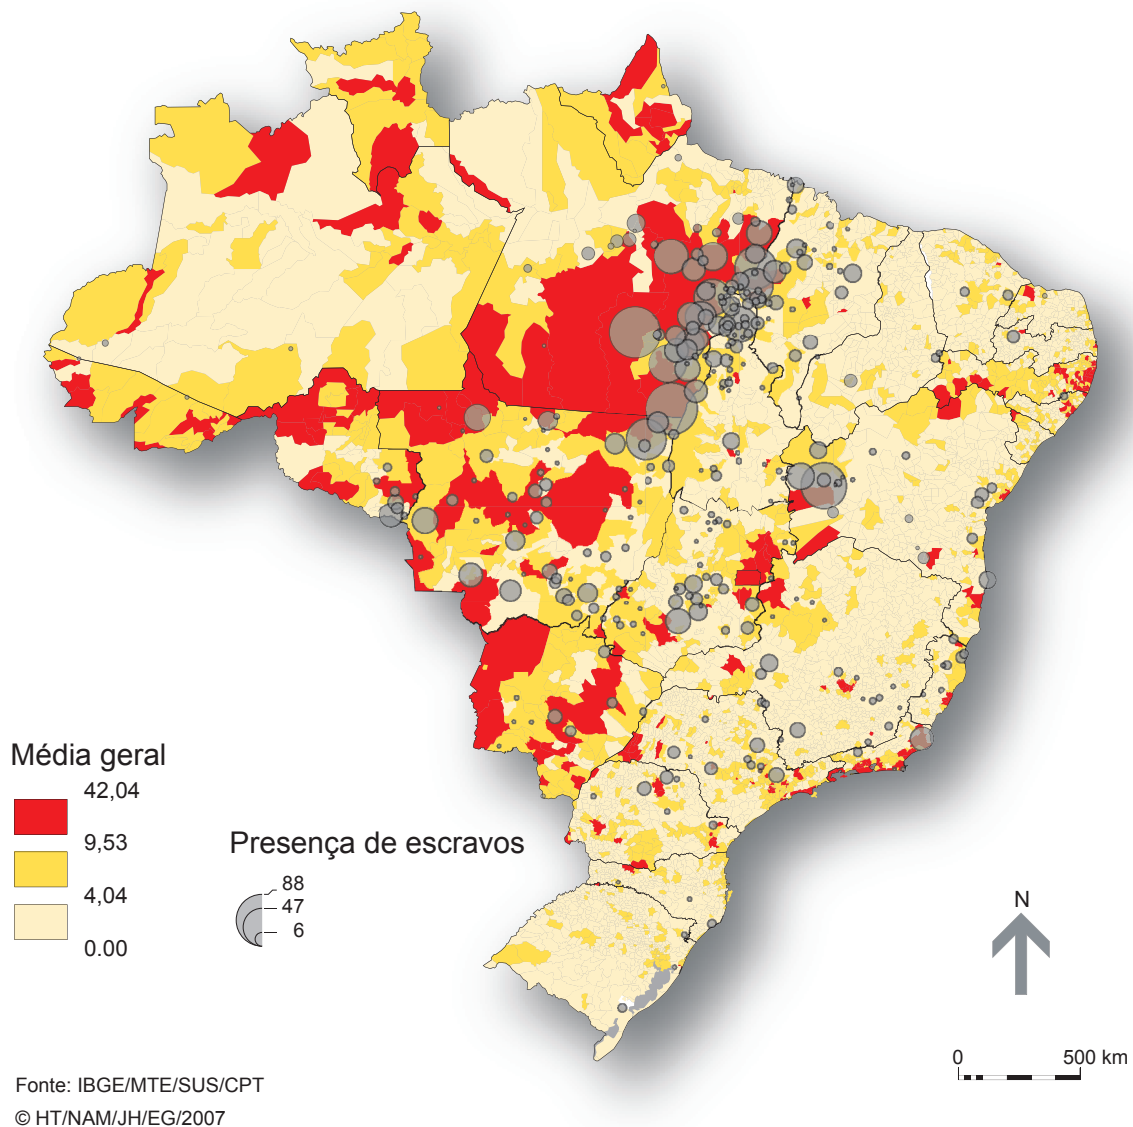 Média geral
42,04
9,53
4,04
0.00
Presença de escravos
88
47
6
N
0 500 km
Fonte: IBGE/MTE/SUS/CPT
© HT/NAM/JH/EG/2007